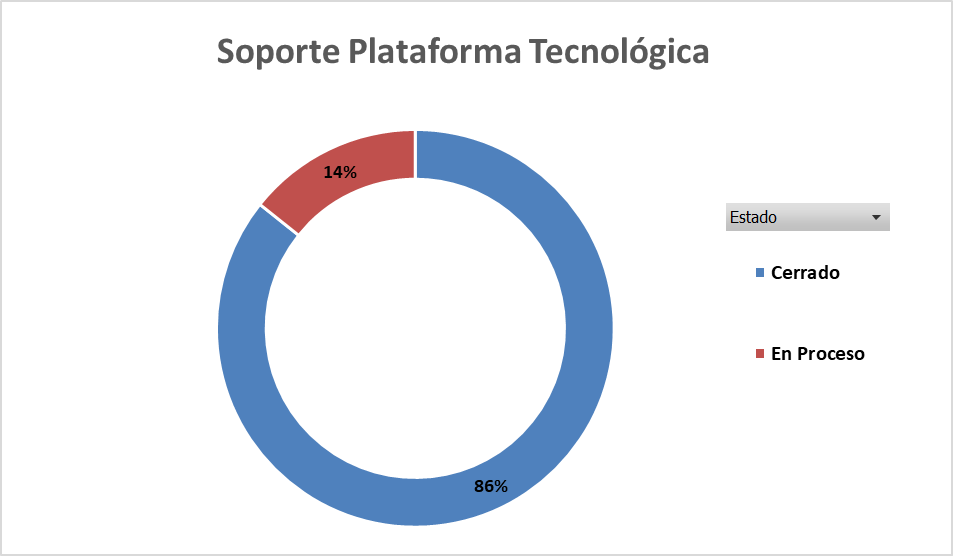 Soporte Plataforma Tecnológica
14%
Estado
Cerrado
En Proceso
86%